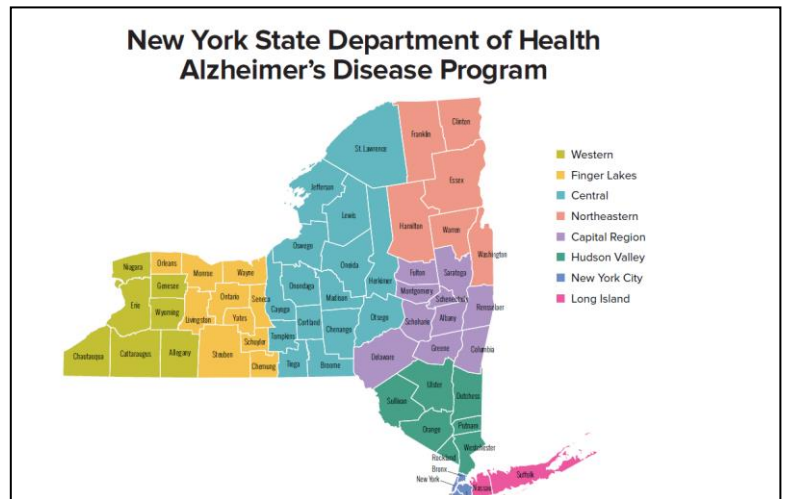 New York State Department of Health
Alzheimer's Disease Program
Western
Finger Lakes
Central
Northeastern
Capital Region
Hudson Valley
New York City
Long Island
Clinton
Franklin
St. Lawrence
Essex
Jefferson
Lewis
Hamilton
Warren
Washington
Oswego
Oneida
Herkimer
Fulton
Saratoga
Niagara
Orleans
Monroe
Wayne
Genesee
Ontario
Seneca
Onondaga
Madison
Montgomery
Schenectady
Rensselaer
Erie
Wyoming
Livingston
Yates
Cayuga
Cortland
Chenango
Otsego
Schoharie
Albany
Schuyler
Tompkins
Greene
Columbia
Chautauqua
Cattaraugus
Allegany
Steuben
Chemung
Tioga
Broome
Delaware
Ulster
Dutchess
Sullivan
Orange
Putnam
Westchester
Rockland
Bronx
New York
Nassau
Suffolk